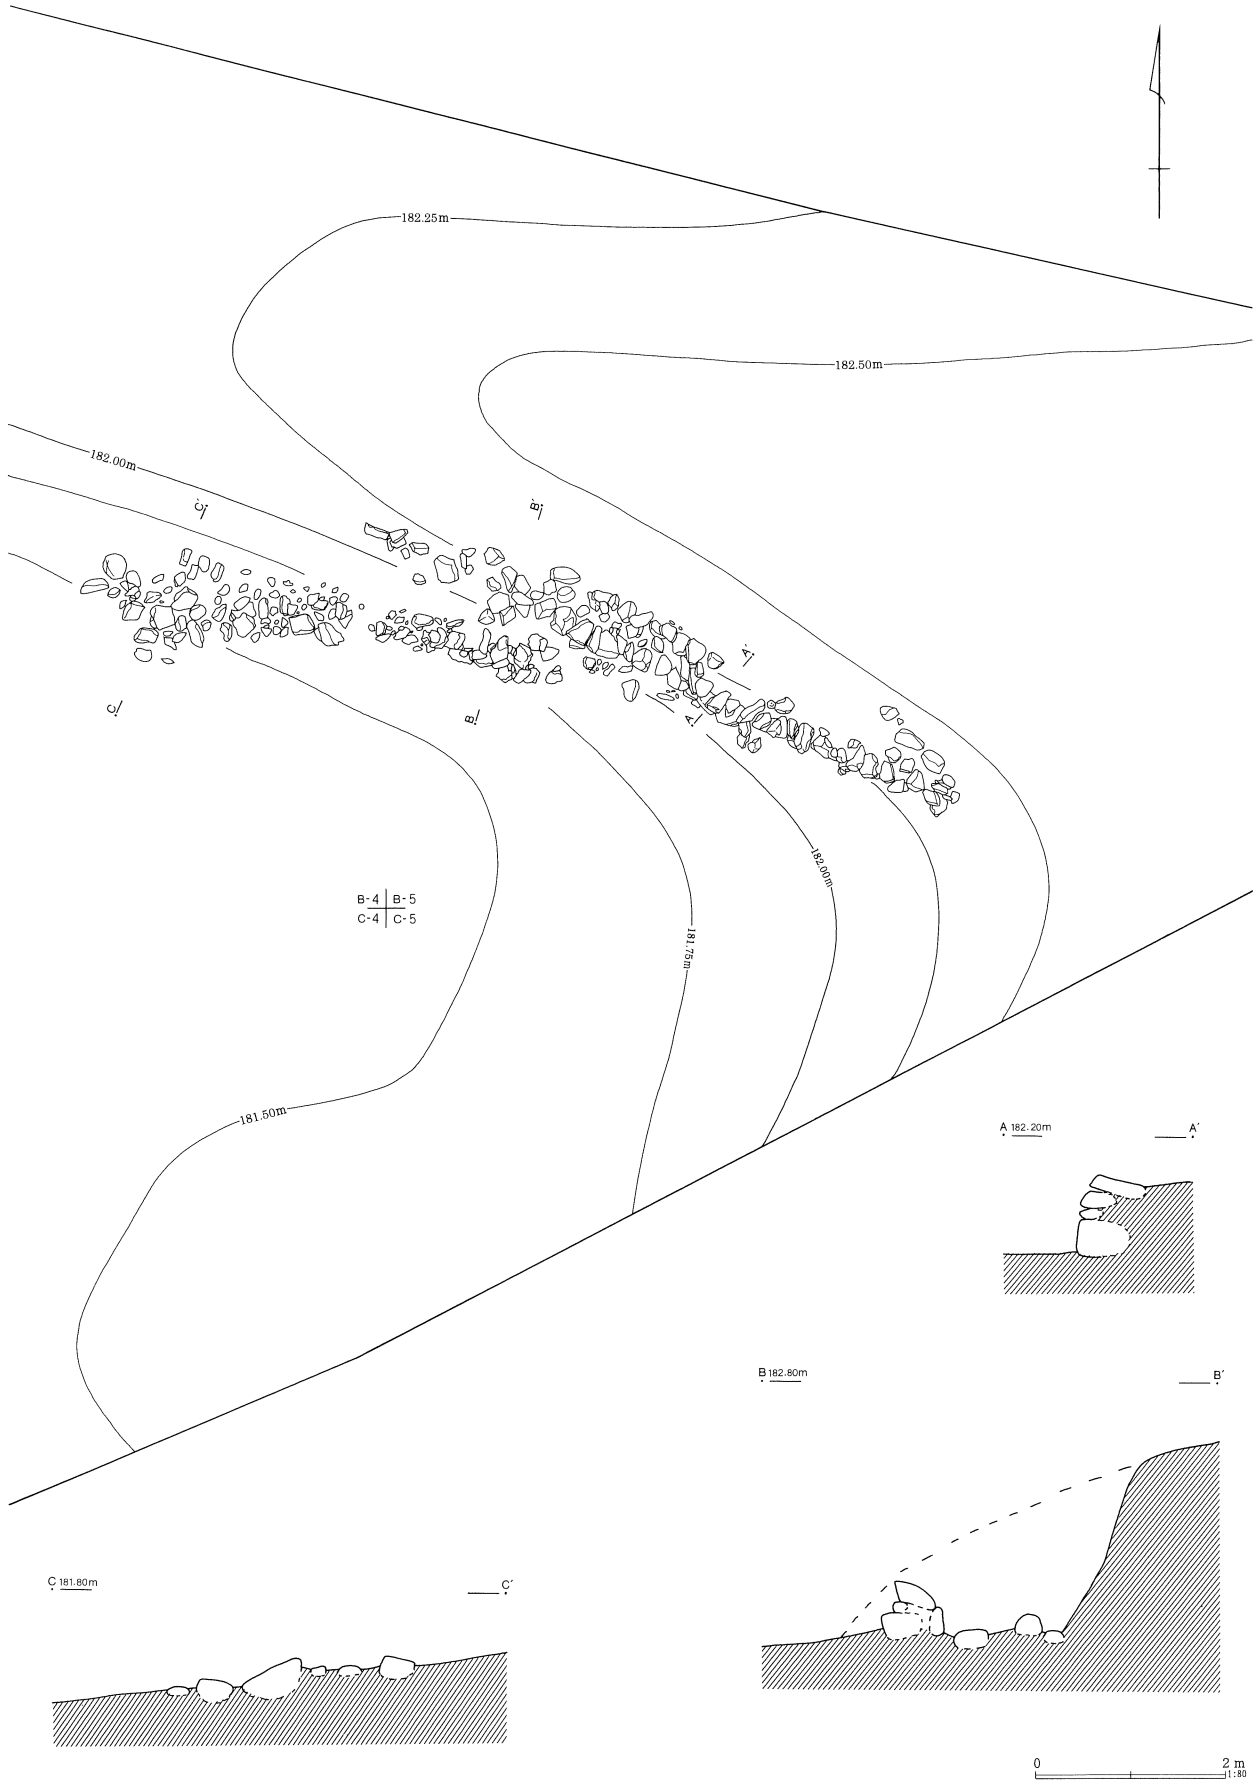 182.25m
182.50m
182.00m
C′
B′
A′
C
B
A
182.00m
B-4 B-5
C-4 C-5
181.75m
181.50m
A 182.20m A′
B 182.80m B′
C 181.80m C′
0 2 m
1:80